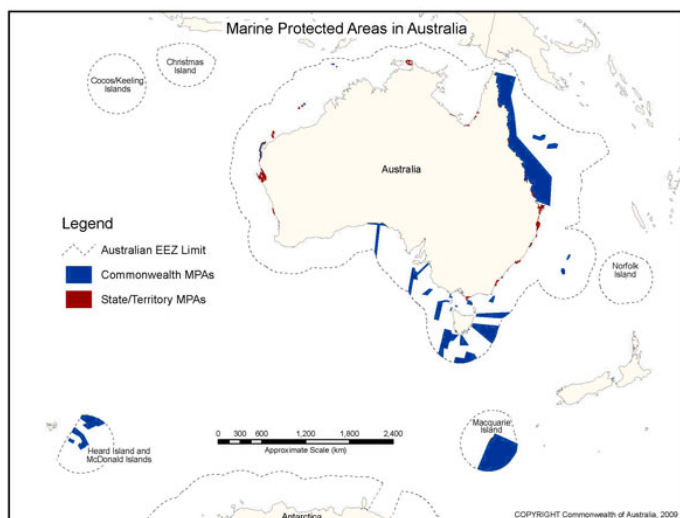 Marine Protected Areas in Australia
Christmas
Island
Cocos/Keeling
Islands
Australia
Legend
Australian EEZ Limit
Commonwealth MPAs
State/Territory MPAs
Norfolk
Island
Macquarie
Island
Heard Island and
McDonald Islands
0 300 600 1,200 1,800 2,400
Approximate Scale (km)
Antarctica
COPYRIGHT Commonwealth of Australia, 2009